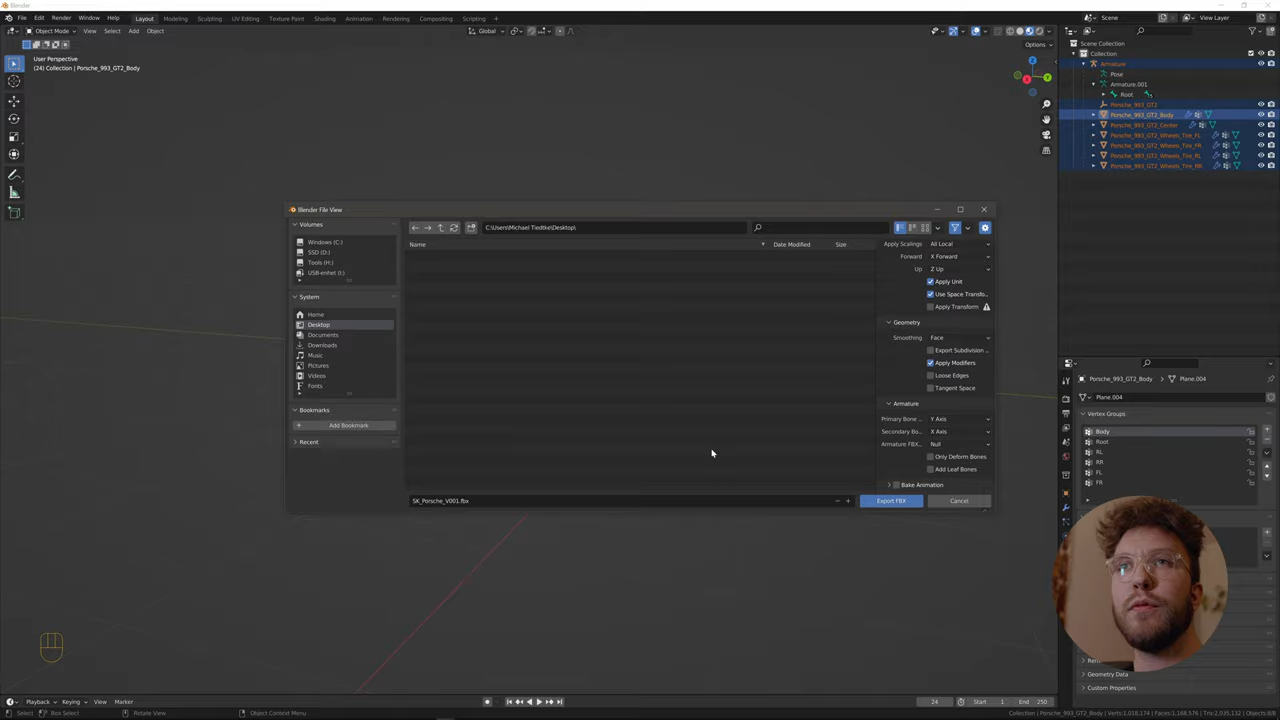 Blender
File Edit Render Window Help Layout Modeling Sculpting UV Editing Texture Paint Shading Animation Rendering Compositing Scripting Scene View Layer
Object Mode View Select Add Object Global
Options
User Perspective
(24) Collection | Porsche_993_GT2_Body
Scene Collection
Collection
Armature
Pose
Armature.001
Root
Porsche_993_GT2
Porsche_993_GT2_Body
Porsche_993_GT2_Center
Porsche_993_GT2_Wheels_Tire_FL
Porsche_993_GT2_Wheels_Tire_FR
Porsche_993_GT2_Wheels_Tire_RL
Porsche_993_GT2_Wheels_Tire_RR
X
Y
Z
Blender File View
Volumes
Windows (C:)
SSD (D:)
Tools (H:)
USB-enhet (I:)
System
Home
Desktop
Documents
Downloads
Music
Pictures
Videos
Fonts
Bookmarks
Add Bookmark
Recent
C:\Users\Michael Tiedtke\Desktop\
Name Date Modified Size
SK_Porsche_V001.fbx
Apply Scalings All Local
Forward X Forward
Up Z Up
Apply Unit
Use Space Transfo..
Apply Transform
Geometry
Smoothing Face
Export Subdivision ..
Apply Modifiers
Loose Edges
Tangent Space
Armature
Primary Bone ... Y Axis
Secondary Bo... X Axis
Armature FBX... Null
Only Deform Bones
Add Leaf Bones
Bake Animation
Export FBX Cancel
Porsche_993_GT2_Body Plane.004
Plane.004
Vertex Groups
Body
Root
RL
RR
FL
FR
Geometry Data
Custom Properties
Playback Keying View Marker 24 Start 1 End 250
Select Box Select Rotate View Object Context Menu Collection | Porsche_993_GT2_Body | Verts:1,018,174 | Faces:1,168,576 | Tris:2,035,132 | Objects:8/8